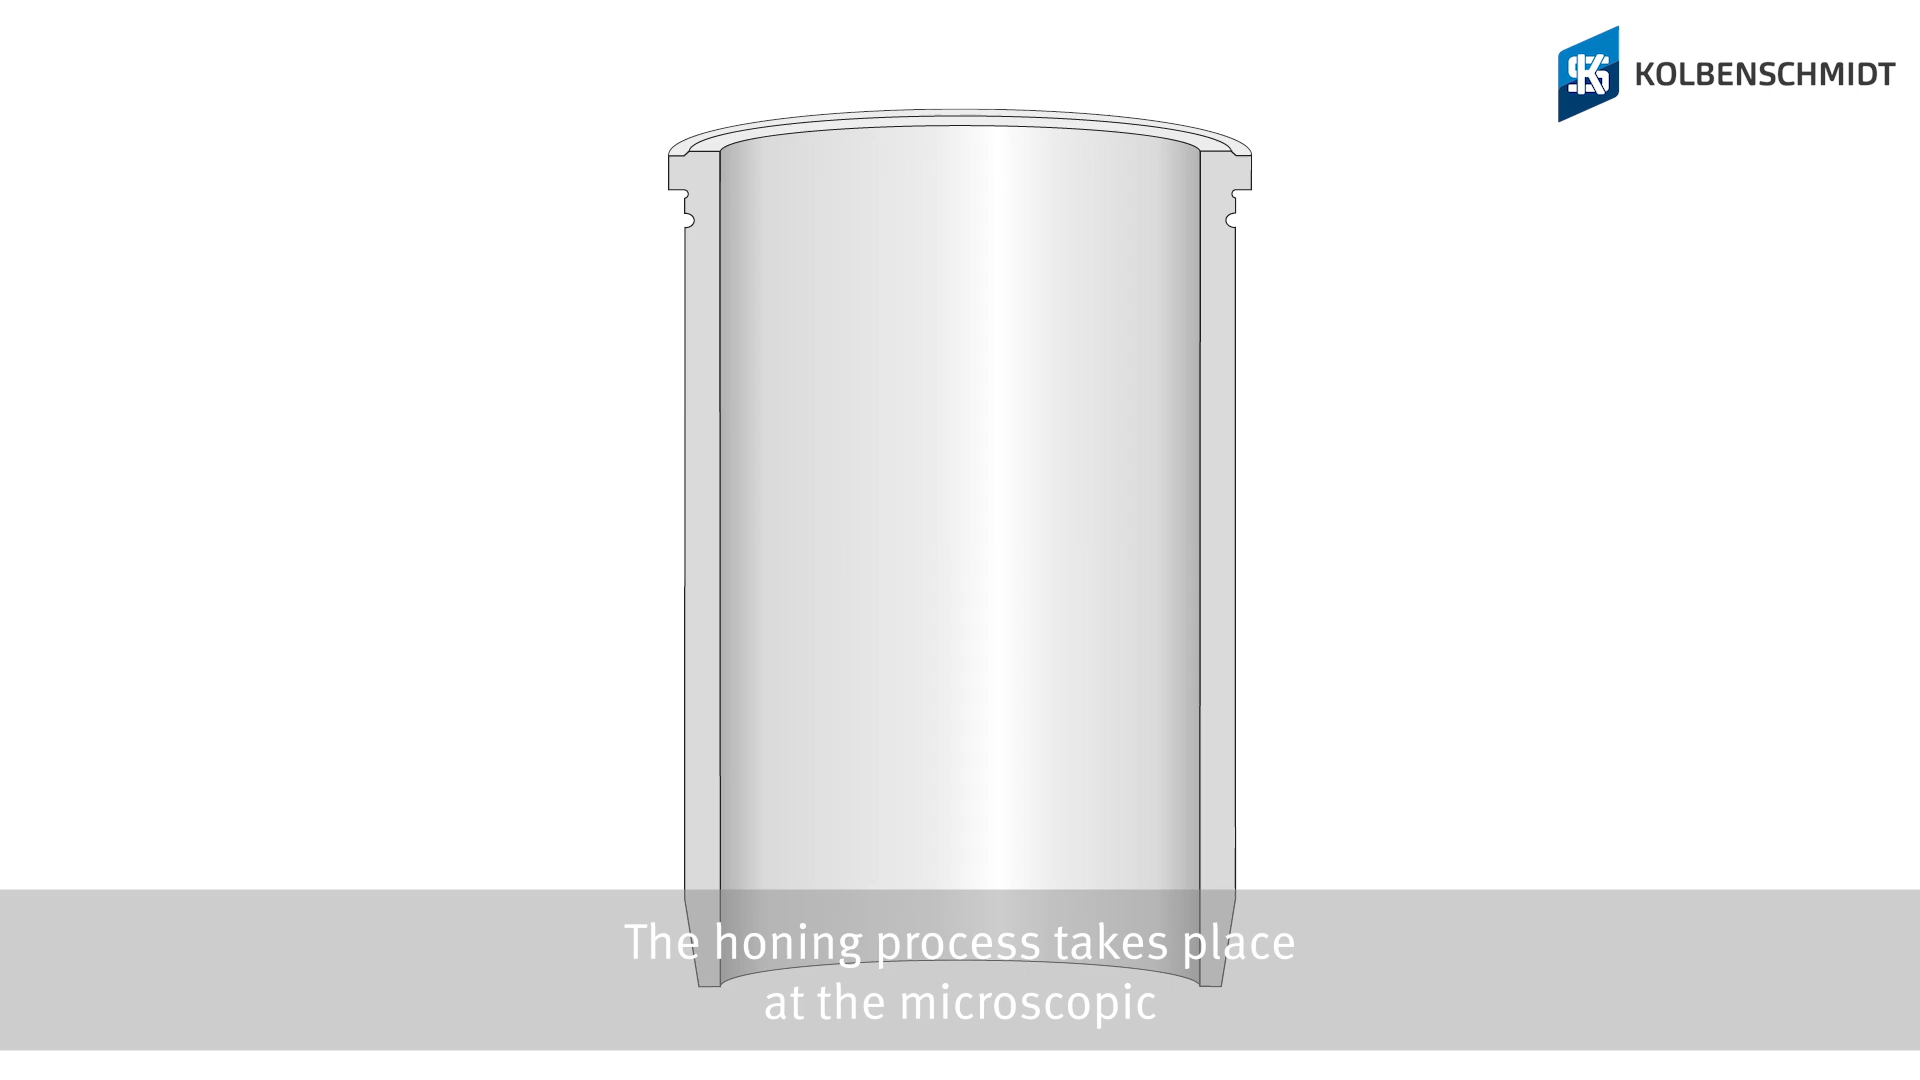 KOLBENSCHMIDT
The honing process takes place
at the microscopic